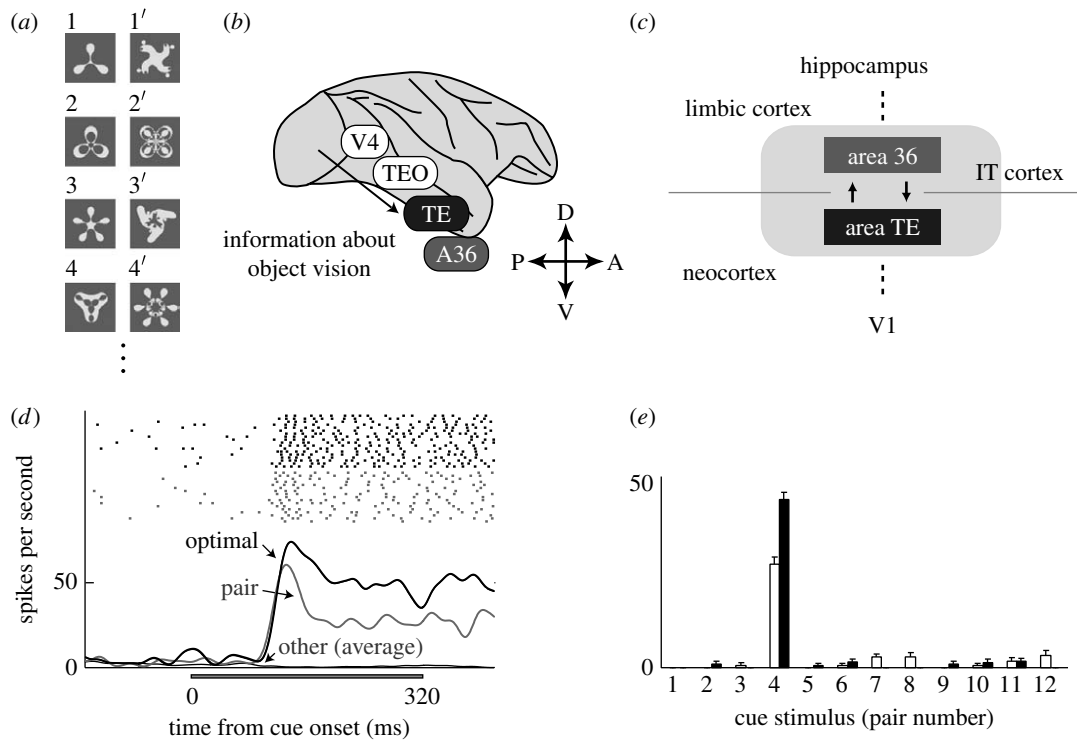 (a)
1 1′
2 2′
3 3′
4 4′
(b)
V4
TEO
TE
A36
information about
object vision
D
P A
V
(c)
hippocampus
limbic cortex
area 36
IT cortex
area TE
neocortex
V1
(d)
spikes per second
50
0
optimal
pair
other (average)
0 320
time from cue onset (ms)
(e)
50
0
1 2 3 4 5 6 7 8 9 10 11 12
cue stimulus (pair number)